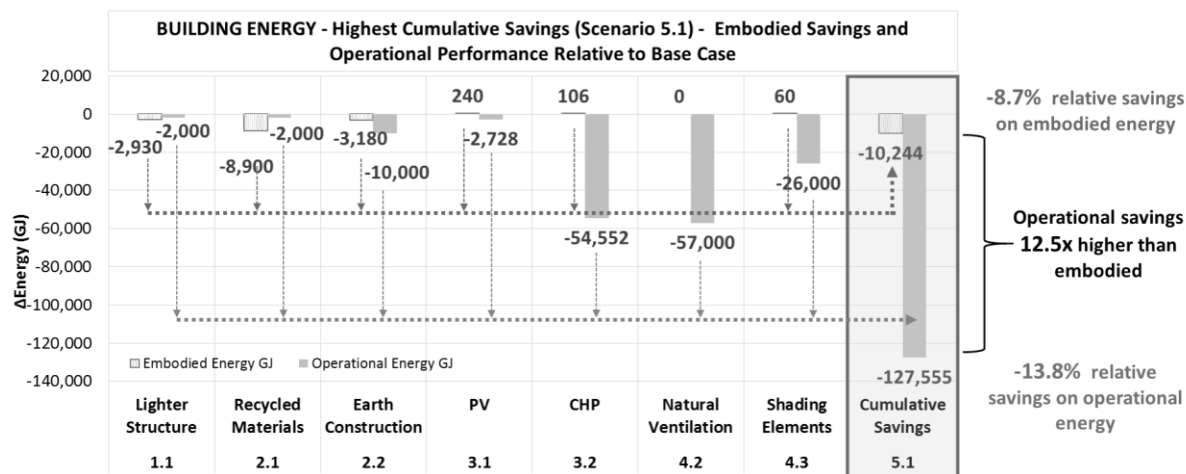 BUILDING ENERGY - Highest Cumulative Savings (Scenario 5.1) - Embodied Savings and
Operational Performance Relative to Base Case
ΔEnergy (GJ)
20,000
0
-20,000
-40,000
-60,000
-80,000
-100,000
-120,000
-140,000
240
106
0
60
-2,930
-2,000
-8,900
-2,000
-3,180
-10,000
-2,728
-54,552
-57,000
-26,000
-10,244
-127,555
Embodied Energy GJ
Operational Energy GJ
Lighter
Structure
1.1
Recycled
Materials
2.1
Earth
Construction
2.2
PV
3.1
CHP
3.2
Natural
Ventilation
4.2
Shading
Elements
4.3
Cumulative
Savings
5.1
-8.7% relative savings
on embodied energy
Operational savings
12.5x higher than
embodied
-13.8% relative
savings on operational
energy